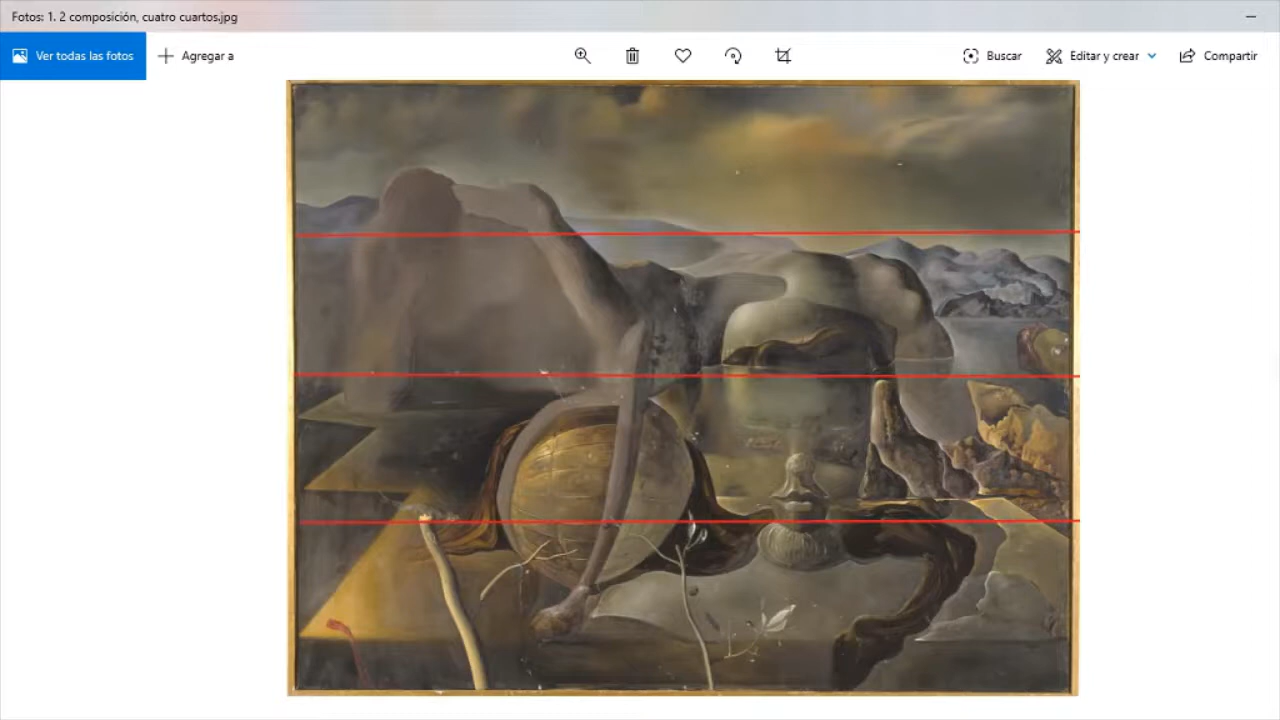 Fotos: 1. 2 composición, cuatro cuartos.jpg
Ver todas las fotos
Agregar a
Buscar
Editar y crear
Compartir